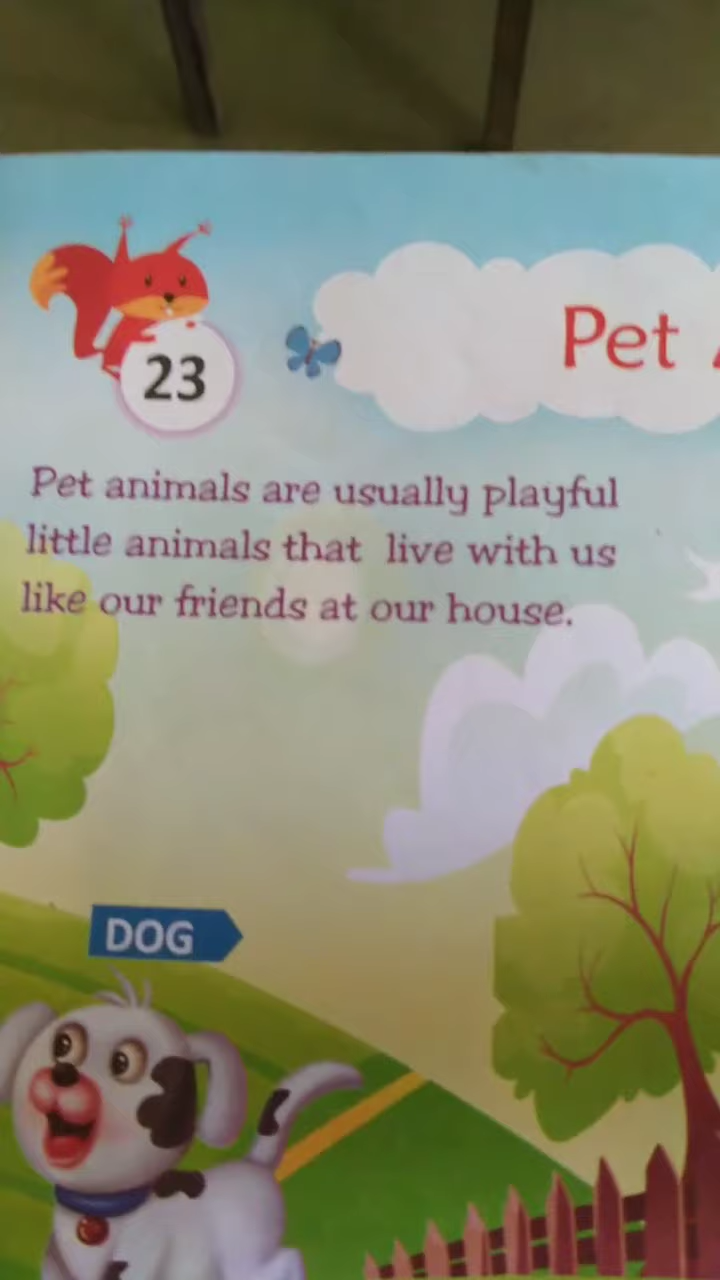 23
Pet
Pet animals are usually playful
little animals that live with us
like our friends at our house.
DOG